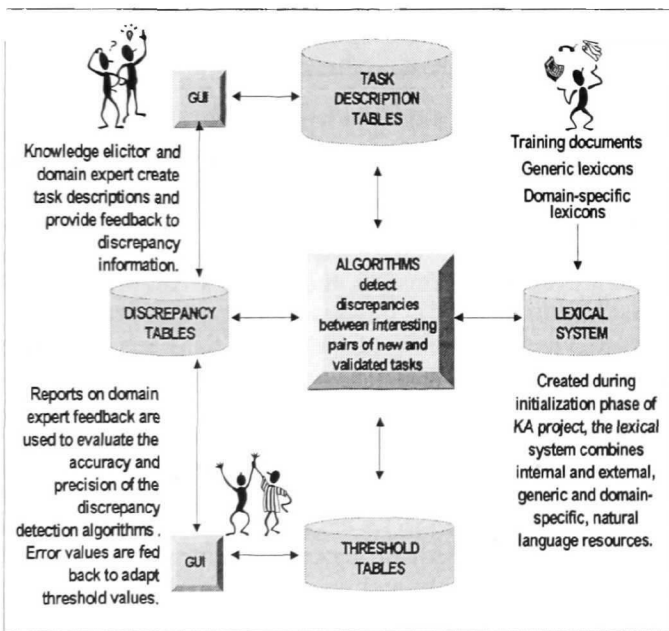 GUI
TASK
DESCRIPTION
TABLES
Knowledge elicitor and
domain expert create
task descriptions and
provide feedback to
discrepancy
information.
Training documents
Generic lexicons
Domain-specific
lexicons
DISCREPANCY
TABLES
ALGORITHMS
detect
discrepancies
between interesting
pairs of new and
validated tasks
LEXICAL
SYSTEM
Reports on domain
expert feedback are
used to evaluate the
accuracy and
precision of the
discrepancy
detection algorithms .
Error values are fed
back to adapt
threshold values.
GUI
THRESHOLD
TABLES
Created during
initialization phase of
KA project, the lexical
system combines
internal and external,
generic and domain-
specific, natural
language resources.